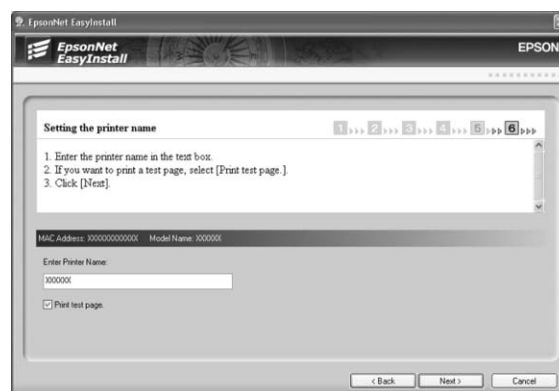 EpsonNet EasyInstall
EpsonNet
EasyInstall
EPSON
Setting the printer name
1 2 3 4 5 6
1. Enter the printer name in the text box.
2. If you want to print a test page, select [Print test page.].
3. Click [Next].
MAC Address: XXXXXXXXXXXX Model Name: XXXXXX
Enter Printer Name:
XXXXXX
Print test page.
< Back Next > Cancel